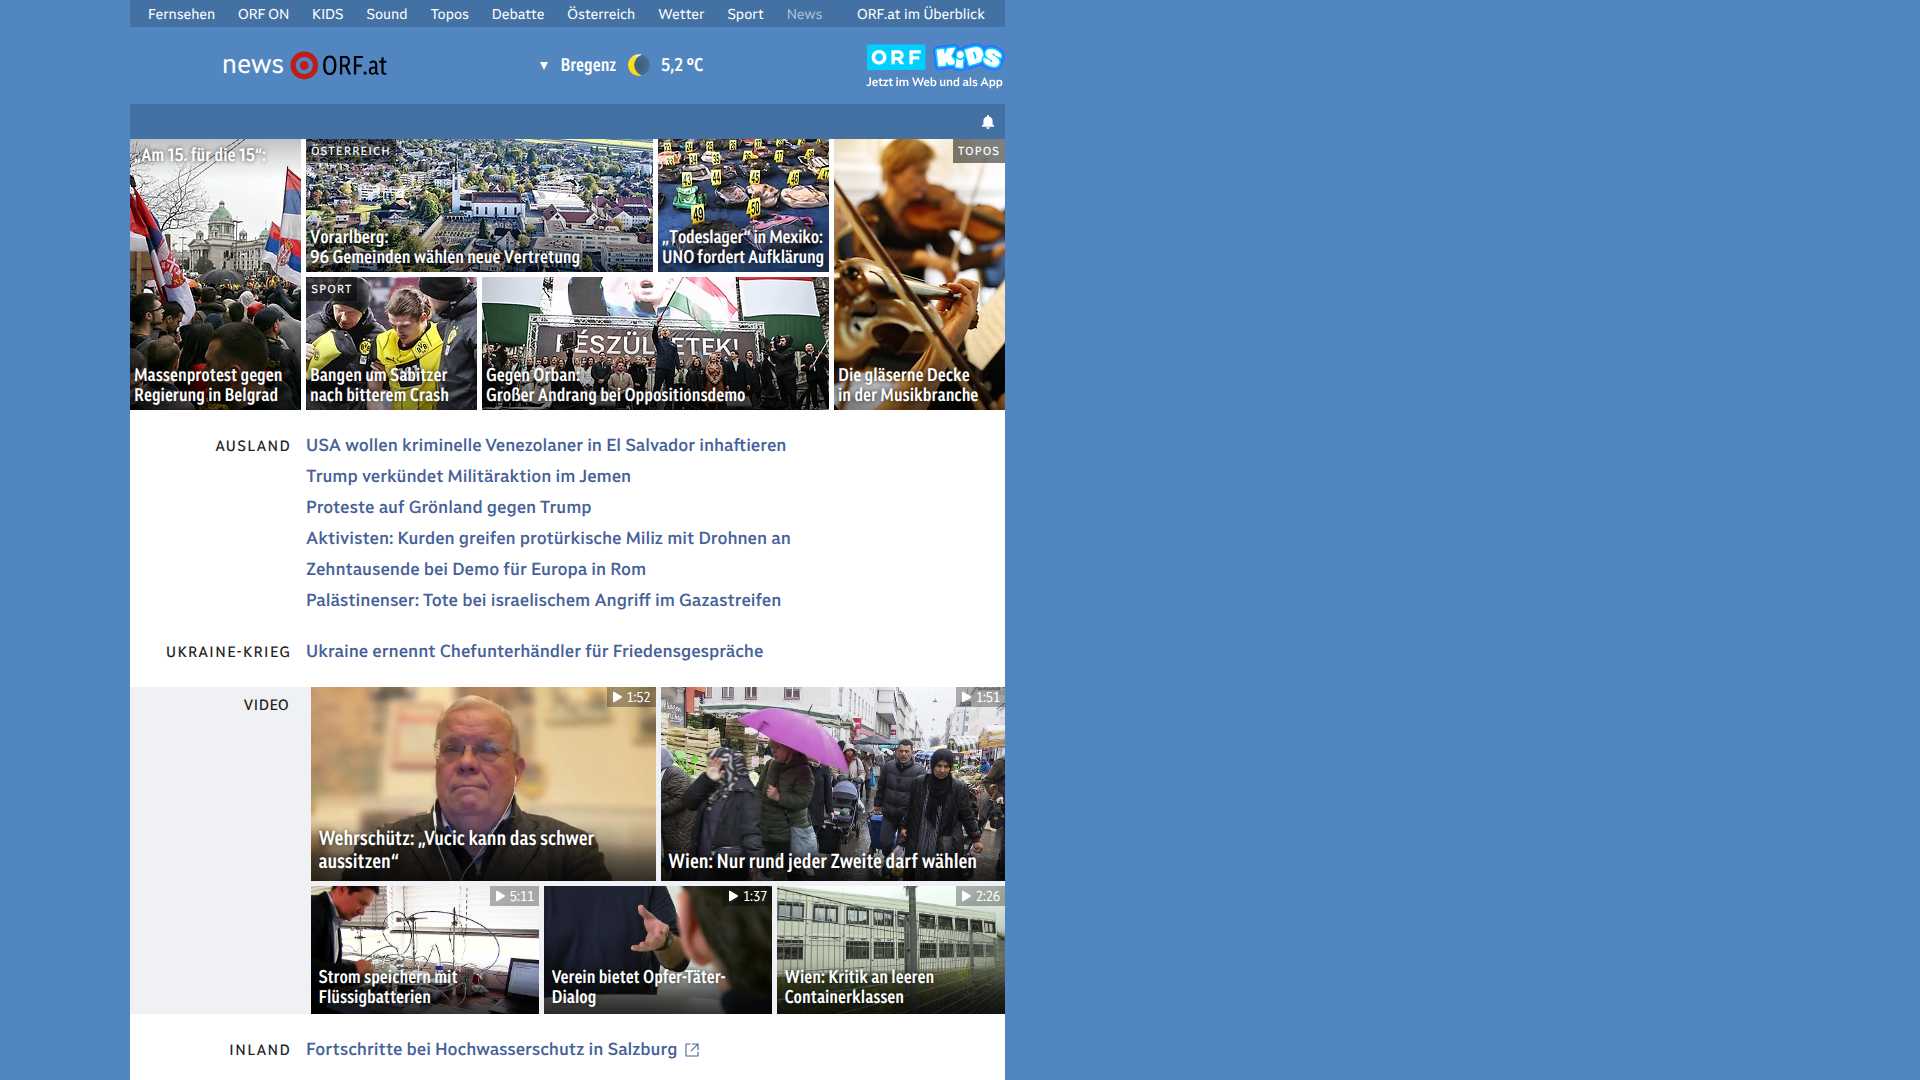 Fernsehen ORF ON KIDS Sound Topos Debatte Österreich Wetter Sport News ORF.at im Überblick
news ORF.at
▼ Bregenz 5,2 °C
ORF KiDS
Jetzt im Web und als App
„Am 15. für die 15“:
Massenprotest gegen
Regierung in Belgrad
ÖSTERREICH
Vorarlberg:
96 Gemeinden wählen neue Vertretung
„Todeslager“ in Mexiko:
UNO fordert Aufklärung
TOPOS
Die gläserne Decke
in der Musikbranche
SPORT
Bangen um Sabitzer
nach bitterem Crash
Gegen Orban:
Großer Andrang bei Oppositionsdemo
AUSLAND
USA wollen kriminelle Venezolaner in El Salvador inhaftieren
Trump verkündet Militäraktion im Jemen
Proteste auf Grönland gegen Trump
Aktivisten: Kurden greifen protürkische Miliz mit Drohnen an
Zehntausende bei Demo für Europa in Rom
Palästinenser: Tote bei israelischem Angriff im Gazastreifen
UKRAINE-KRIEG
Ukraine ernennt Chefunterhändler für Friedensgespräche
VIDEO
1:52
Wehrschütz: „Vucic kann das schwer
aussitzen“
1:51
Wien: Nur rund jeder Zweite darf wählen
5:11
Strom speichern mit
Flüssigbatterien
1:37
Verein bietet Opfer-Täter-
Dialog
2:26
Wien: Kritik an leeren
Containerklassen
INLAND
Fortschritte bei Hochwasserschutz in Salzburg